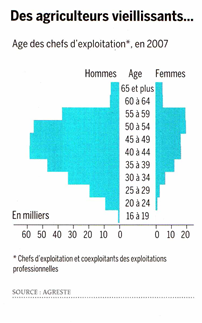 Des agriculteurs vieillissants...
Age des chefs d'exploitation*, en 2007
Hommes Age Femmes
65 et plus
60 à 64
55 à 59
50 à 54
45 à 49
40 à 44
35 à 39
30 à 34
25 à 29
20 à 24
En milliers 16 à 19
60 50 40 30 20 10 0 0 10 20
* Chefs d'exploitation et coexploitants des exploitations
professionnelles
SOURCE : AGRESTE